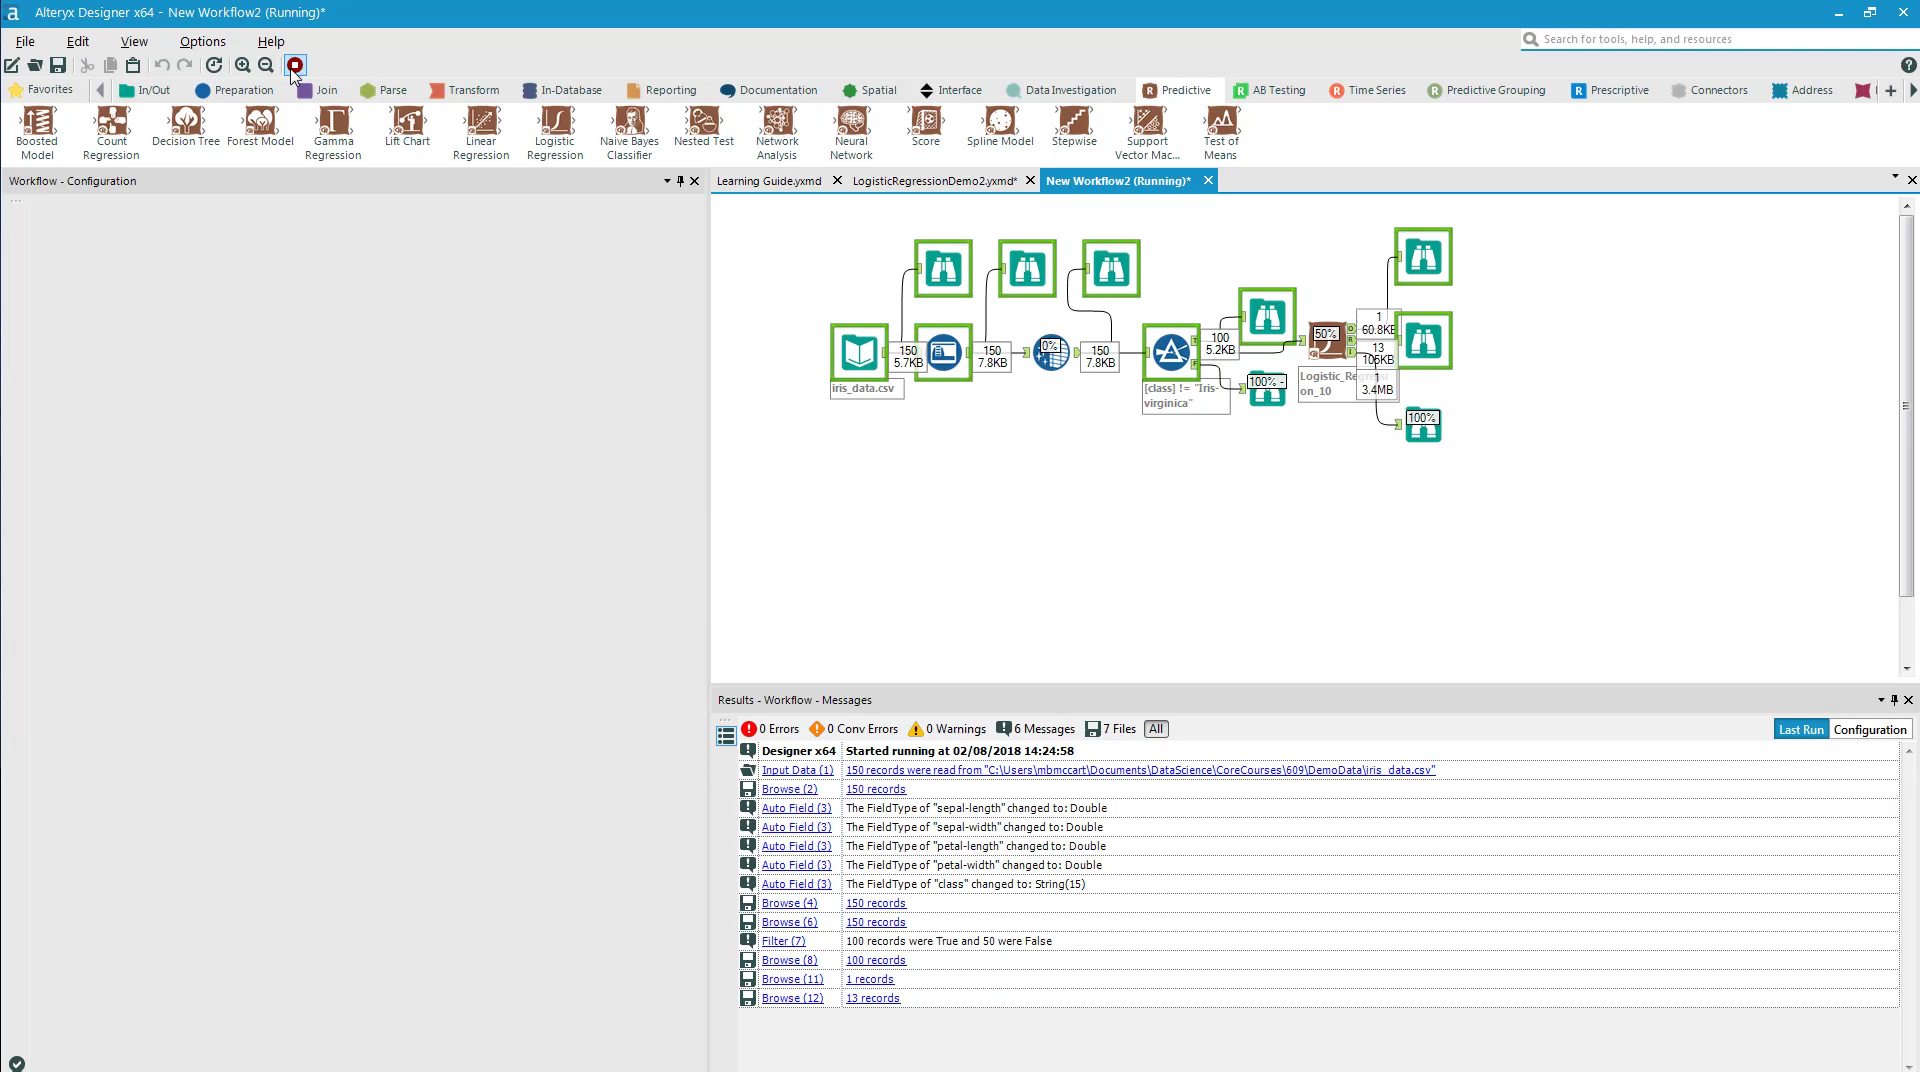 Alteryx Designer x64 - New Workflow2 (Running)*
File Edit View Options Help
Search for tools, help, and resources
Favorites In/Out Preparation Join Parse Transform In-Database Reporting Documentation Spatial Interface Data Investigation Predictive AB Testing Time Series Predictive Grouping Prescriptive Connectors Address
Boosted Model
Count Regression
Decision Tree
Forest Model
Gamma Regression
Lift Chart
Linear Regression
Logistic Regression
Naive Bayes Classifier
Nested Test
Network Analysis
Neural Network
Score
Spline Model
Stepwise
Support Vector Mac...
Test of Means
Workflow - Configuration
Learning Guide.yxmd LogisticRegressionDemo2.yxmd* New Workflow2 (Running)*
150
5.7KB
150
7.8KB
0%
150
7.8KB
100
5.2KB
50%
1
60.8KB
13
105KB
1
3.4MB
100% -
100%
iris_data.csv
[class] != "Iris-
virginica"
Logistic_Regressi
on_10
Results - Workflow - Messages
0 Errors 0 Conv Errors 0 Warnings 6 Messages 7 Files All Last Run Configuration
Designer x64 Started running at 02/08/2018 14:24:58
Input Data (1) 150 records were read from "C:\Users\mbmccart\Documents\DataScience\CoreCourses\609\DemoData\iris_data.csv"
Browse (2) 150 records
Auto Field (3) The FieldType of "sepal-length" changed to: Double
Auto Field (3) The FieldType of "sepal-width" changed to: Double
Auto Field (3) The FieldType of "petal-length" changed to: Double
Auto Field (3) The FieldType of "petal-width" changed to: Double
Auto Field (3) The FieldType of "class" changed to: String(15)
Browse (4) 150 records
Browse (6) 150 records
Filter (7) 100 records were True and 50 were False
Browse (8) 100 records
Browse (11) 1 records
Browse (12) 13 records